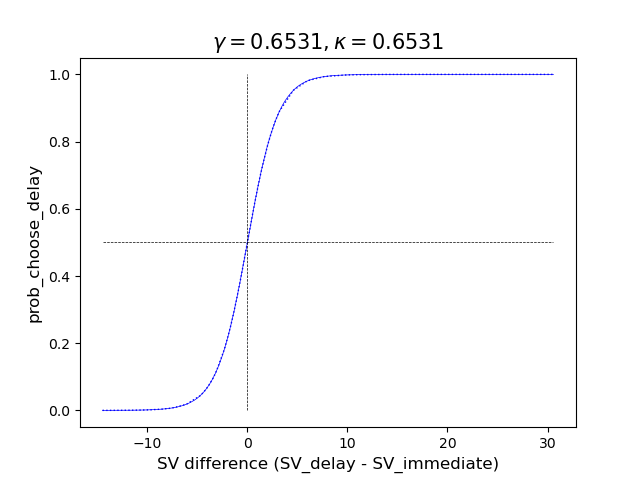 γ = 0.6531, κ = 0.6531
1.0
0.8
0.6
0.4
0.2
0.0
prob_choose_delay
−10 0 10 20 30
SV difference (SV_delay - SV_immediate)